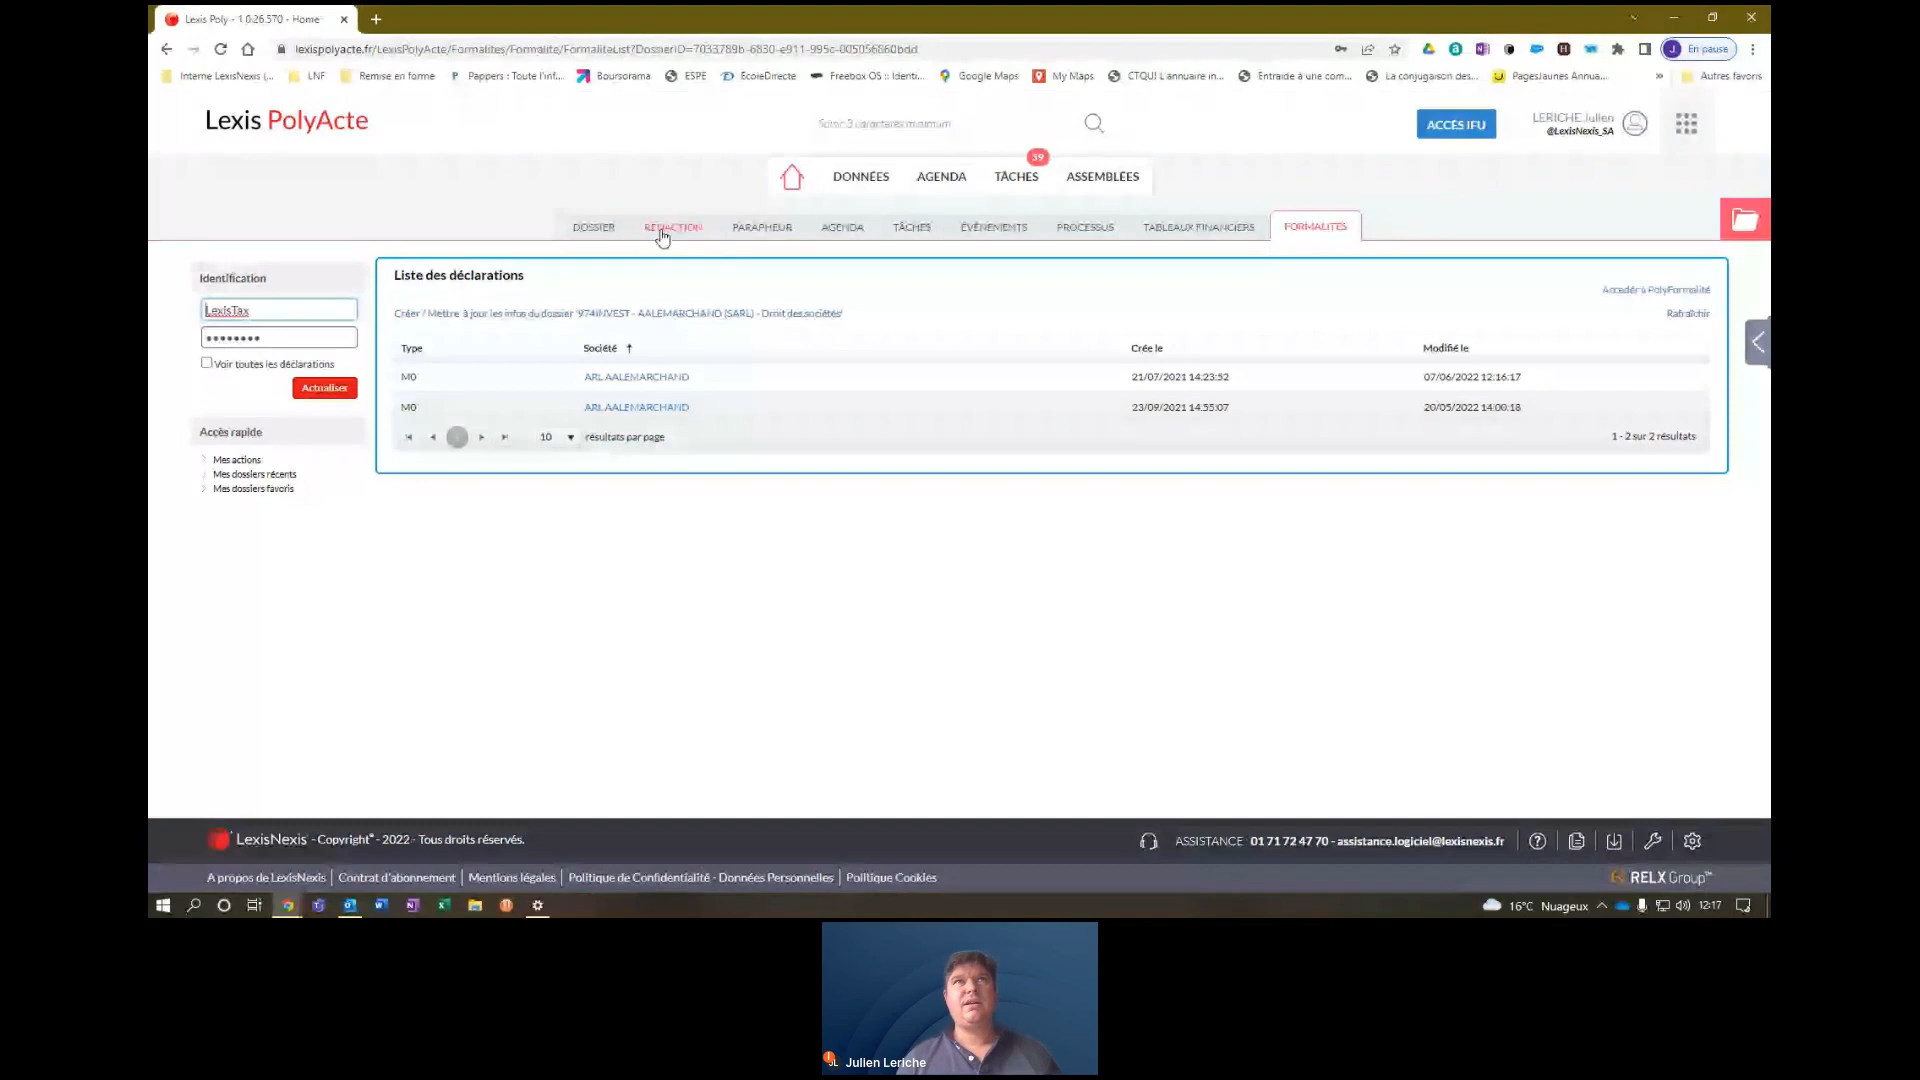 Lexis Poly - 1.0.26.570 - Home
lexispolyacte.fr/LexisPolyActe/Formalites/Formalite/FormaliteList?DossierID=7033789b-6830-e911-995c-005056860bdd
En pause
Interne LexisNexis (... LNF Remise en forme Pappers : Toute l'inf... Boursorama ESPE EcoleDirecte Freebox OS :: Identi... Google Maps My Maps CTQUI L annuaire in... Entraide à une com... La conjugaison des... PagesJaunes Annua... » Autres favoris
Lexis PolyActe
Saisir 3 caractères minimum
ACCÈS IFU
LERICHE Julien
@LexisNexis_SA
39
DONNÉES AGENDA TÂCHES ASSEMBLÉES
DOSSIER RÉDACTION PARAPHEUR AGENDA TÂCHES ÉVÈNEMENTS PROCESSUS TABLEAUX FINANCIERS FORMALITÉS
Identification
LexisTax
Voir toutes les déclarations
Actualiser
Accès rapide
Mes actions
Mes dossiers récents
Mes dossiers favoris
Liste des déclarations
Accéder à PolyFormalité
Créer / Mettre à jour les infos du dossier '974INVEST - AALEMARCHAND (SARL) - Droit des sociétés'
Rafraîchir
Type Société ↑ Crée le Modifié le
M0 ARL AALEMARCHAND 21/07/2021 14:23:52 07/06/2022 12:16:17
M0 ARL AALEMARCHAND 23/09/2021 14:55:07 20/05/2022 14:00:18
10 résultats par page
1 - 2 sur 2 résultats
LexisNexis - Copyright® - 2022 - Tous droits réservés.
ASSISTANCE 01 71 72 47 70 - assistance.logiciel@lexisnexis.fr
A propos de LexisNexis | Contrat d'abonnement | Mentions légales | Politique de Confidentialité - Données Personnelles | Politique Cookies
RELX Group™
16°C Nuageux 12:17
JL Julien Leriche